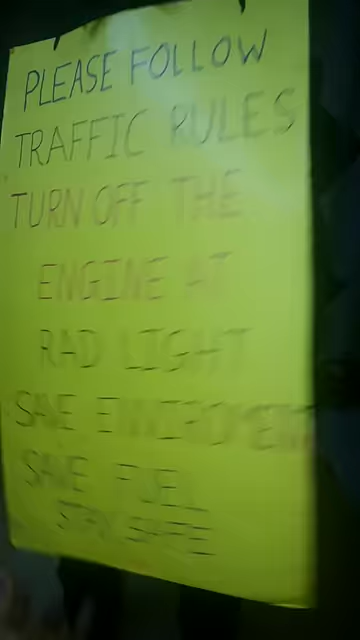 PLEASE FOLLOW
TRAFFIC RULES
TURN OFF THE
ENGINE AT
RAD LIGHT
SAVE ENVIROMENT
SAVE FUEL
STAY SAFE